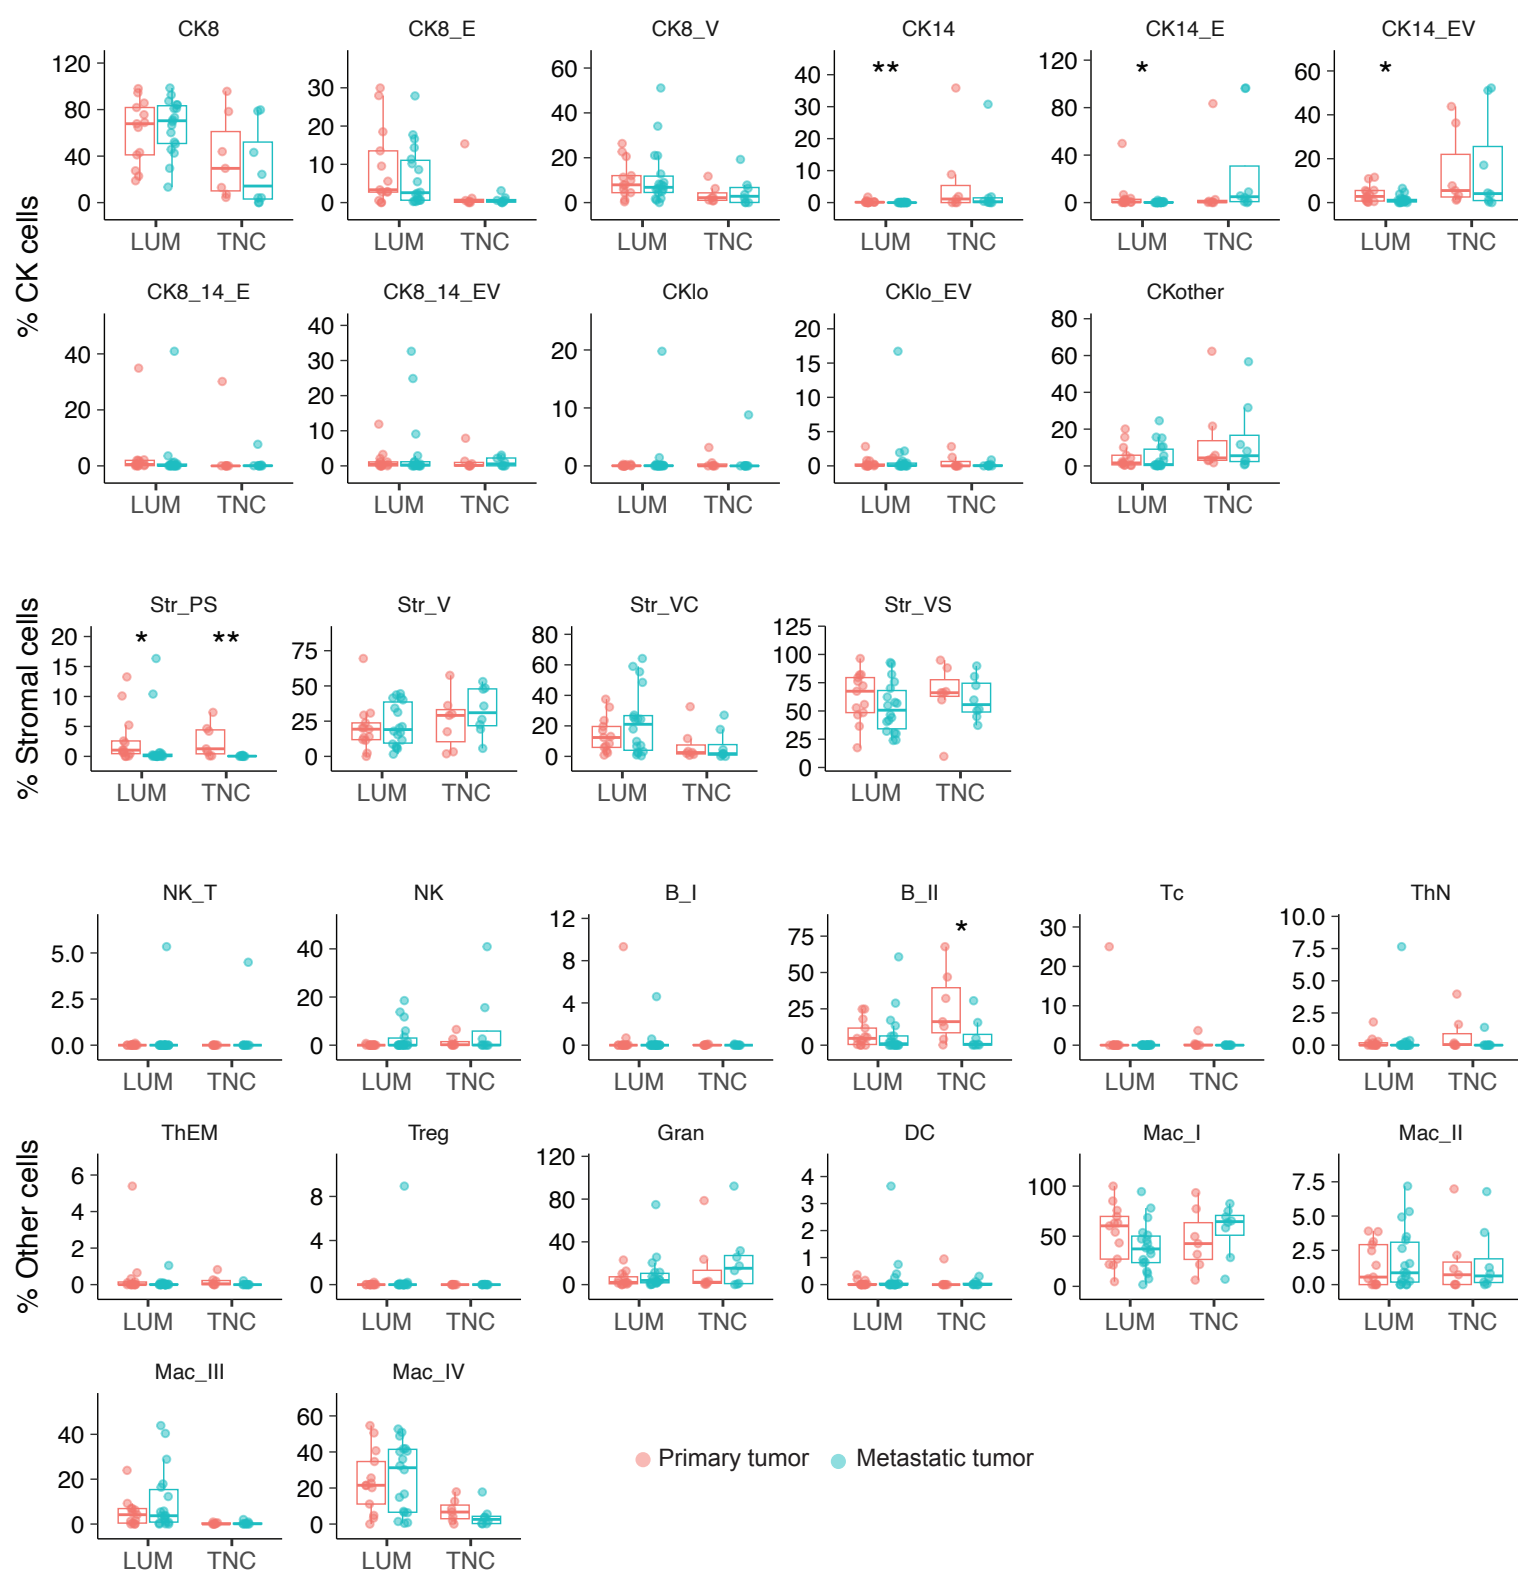 CK8 CK8_E CK8_V CK14 CK14_E CK14_EV
120 80 40 0
30 20 10 0
60 40 20 0
** 40 30 20 10 0
* 120 80 40 0
* 60 40 20 0
LUM TNC LUM TNC LUM TNC LUM TNC LUM TNC LUM TNC
% CK cells
CK8_14_E CK8_14_EV CKlo CKlo_EV CKother
40 20 0
40 30 20 10 0
20 10 0
20 15 10 5 0
80 60 40 20 0
LUM TNC LUM TNC LUM TNC LUM TNC LUM TNC
% Stromal cells
Str_PS Str_V Str_VC Str_VS
* ** 20 15 10 5 0
75 50 25 0
80 60 40 20 0
125 100 75 50 25 0
LUM TNC LUM TNC LUM TNC LUM TNC
NK_T NK B_I B_II Tc ThN
5.0 2.5 0.0
40 20 0
12 8 4 0
* 75 50 25 0
30 20 10 0
10.0 7.5 5.0 2.5 0.0
LUM TNC LUM TNC LUM TNC LUM TNC LUM TNC LUM TNC
% Other cells
ThEM Treg Gran DC Mac_I Mac_II
6 4 2 0
8 4 0
120 80 40 0
4 3 2 1 0
100 50 0
7.5 5.0 2.5 0.0
LUM TNC LUM TNC LUM TNC LUM TNC LUM TNC LUM TNC
Mac_III Mac_IV
40 20 0
60 40 20 0
LUM TNC LUM TNC
Primary tumor Metastatic tumor